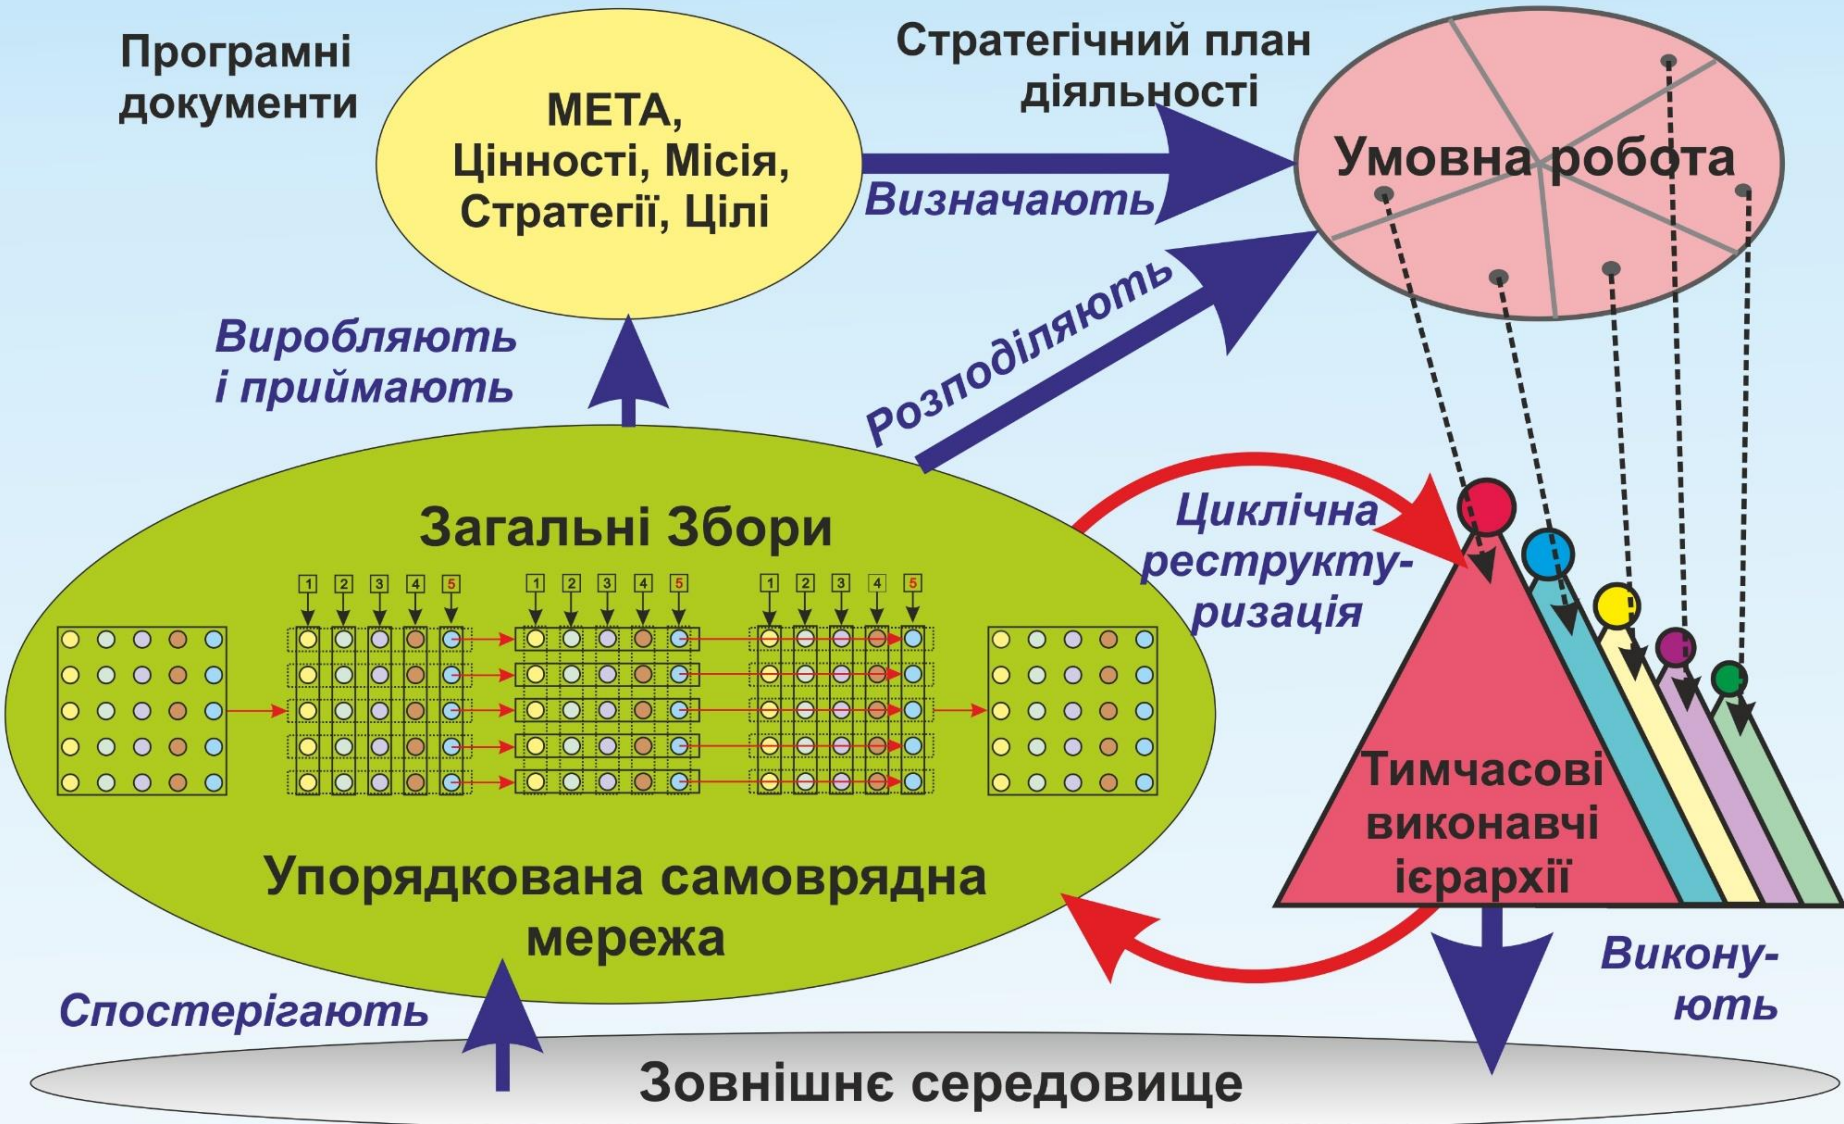 Програмні
документи
МЕТА,
Цінності, Місія,
Стратегії, Цілі
Стратегічний план
діяльності
Визначають
Умовна робота
Виробляють
і приймають
Розподіляють
Загальні Збори
1 2 3 4 5 1 2 3 4 5 1 2 3 4 5
Упорядкована самоврядна
мережа
Циклічна
реструкту-
ризація
Тимчасові
виконавчі
ієрархії
Спостерігають
Викону-
ють
Зовнішнє середовище